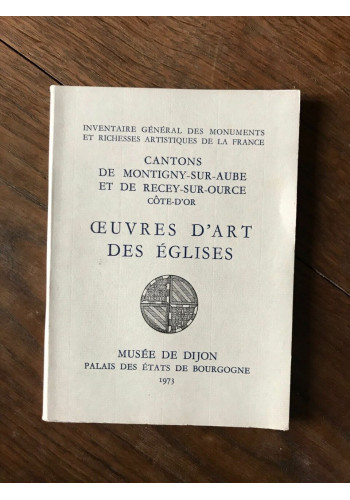 INVENTAIRE GÉNÉRAL DES MONUMENTS
ET RICHESSES ARTISTIQUES DE LA FRANCE
CANTONS
DE MONTIGNY-SUR-AUBE
ET DE RECEY-SUR-OURCE
CÔTE-D'OR
ŒUVRES D'ART
DES ÉGLISES
MUSÉE DE DIJON
PALAIS DES ÉTATS DE BOURGOGNE
1973